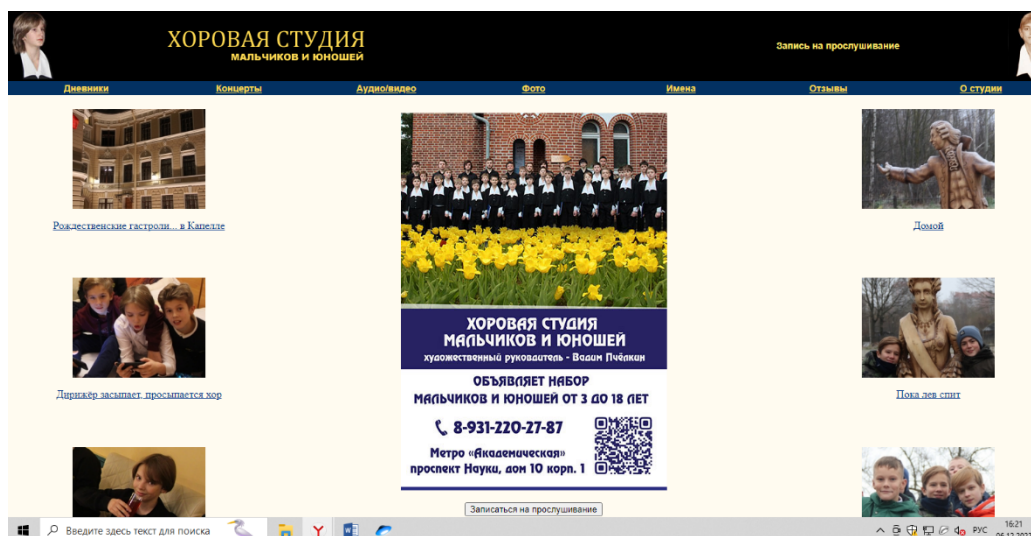 ХОРОВАЯ СТУДИЯ
МАЛЬЧИКОВ И ЮНОШЕЙ
Запись на прослушивание
Дневники Концерты Аудио/видео Фото Имена Отзывы О студии
Рождественские гастроли... в Капелле
Домой
ХОРОВАЯ СТУДИЯ
МАЛЬЧИКОВ И ЮНОШЕЙ
художественный руководитель - Вадим Пчёлкин
ОБЪЯВЛЯЕТ НАБОР
МАЛЬЧИКОВ И ЮНОШЕЙ ОТ 3 ДО 18 ЛЕТ
8-931-220-27-87
Метро «Академическая»
проспект Науки, дом 10 корп. 1
Дирижёр засыпает, просыпается хор
Пока лев спит
Записаться на прослушивание
Введите здесь текст для поиска
РУС
16:21